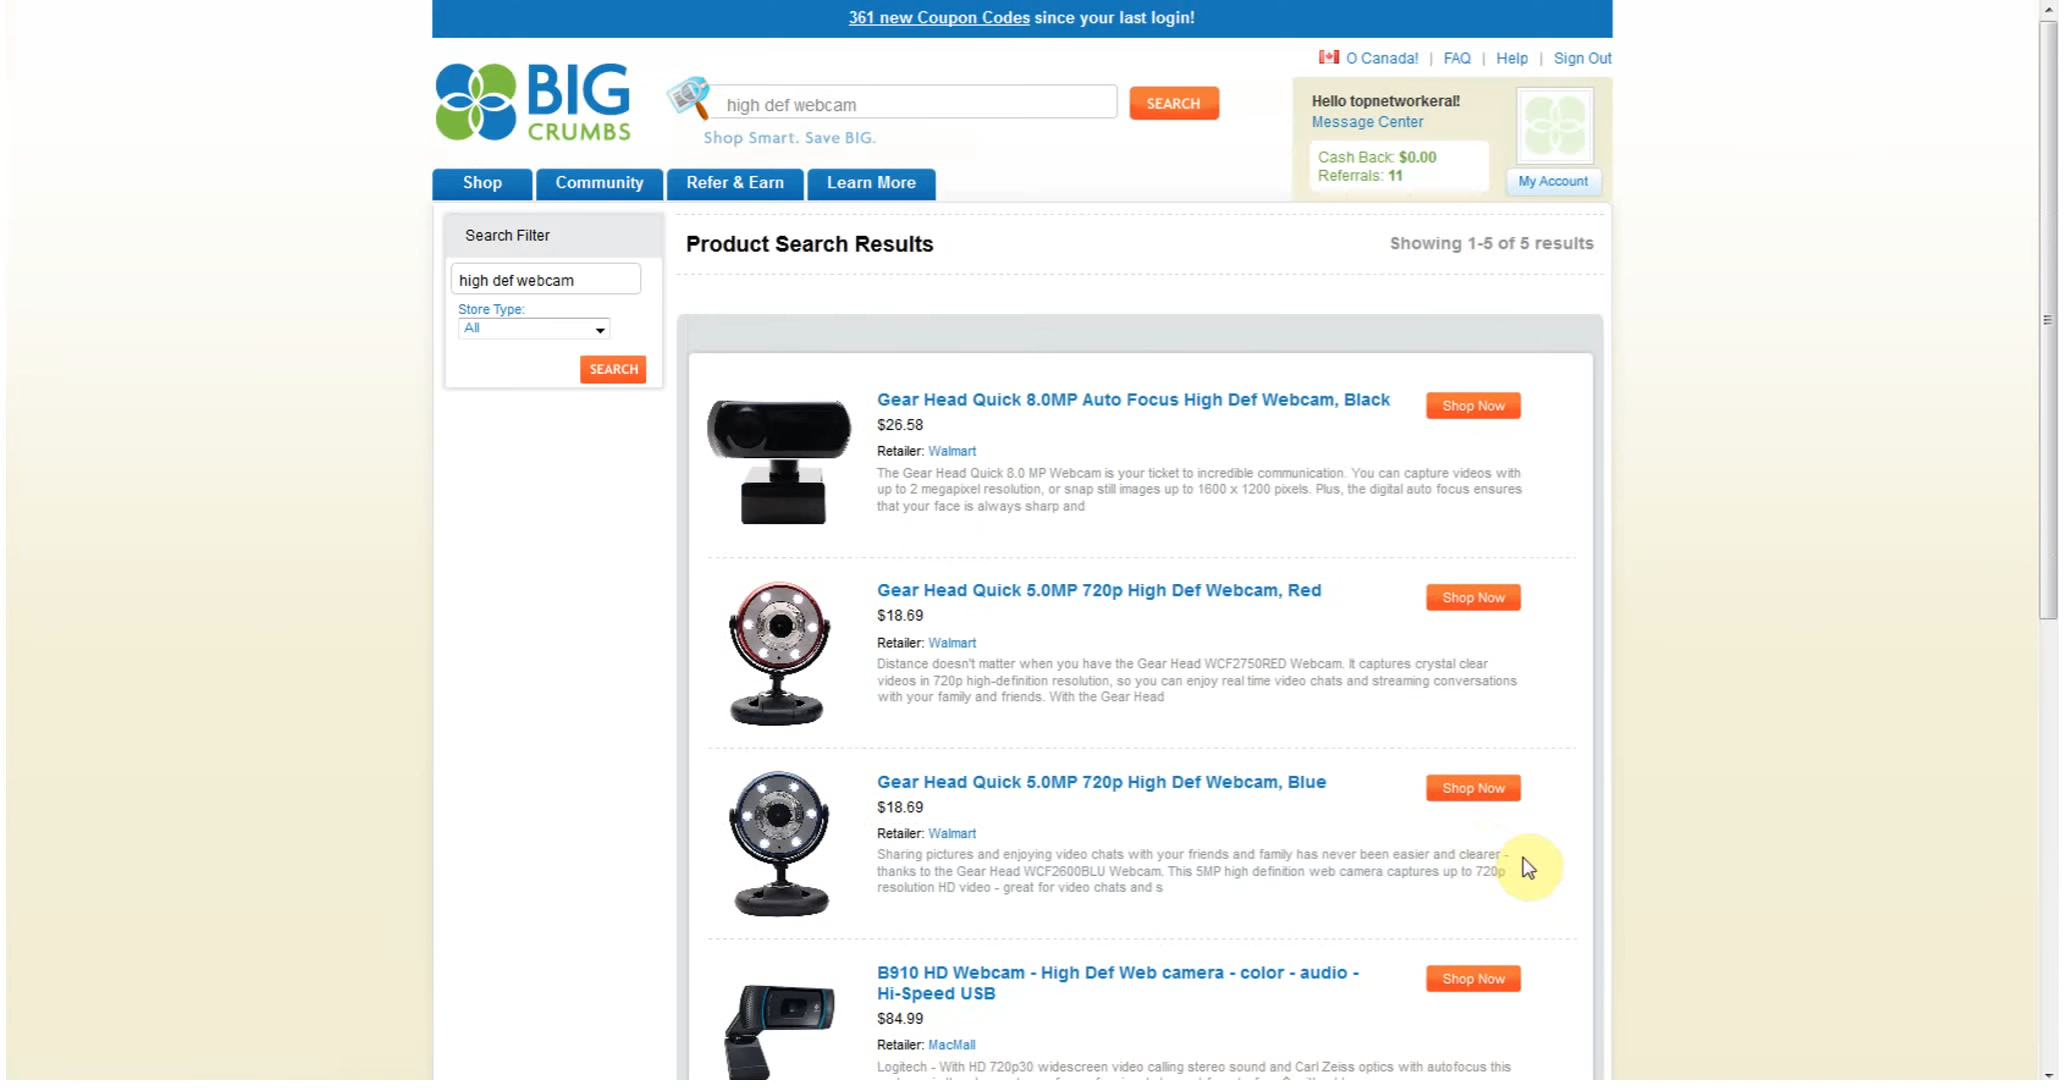 361 new Coupon Codes since your last login!
O Canada! | FAQ | Help | Sign Out
BIG
CRUMBS
high def webcam
SEARCH
Shop Smart. Save BIG.
Hello topnetworkeral!
Message Center
Cash Back: $0.00
Referrals: 11
My Account
Shop
Community
Refer & Earn
Learn More
Search Filter
high def webcam
Store Type:
All
SEARCH
Product Search Results
Showing 1-5 of 5 results
Gear Head Quick 8.0MP Auto Focus High Def Webcam, Black
Shop Now
$26.58
Retailer: Walmart
The Gear Head Quick 8.0 MP Webcam is your ticket to incredible communication. You can capture videos with
up to 2 megapixel resolution, or snap still images up to 1600 x 1200 pixels. Plus, the digital auto focus ensures
that your face is always sharp and
Gear Head Quick 5.0MP 720p High Def Webcam, Red
Shop Now
$18.69
Retailer: Walmart
Distance doesn't matter when you have the Gear Head WCF2750RED Webcam. It captures crystal clear
videos in 720p high-definition resolution, so you can enjoy real time video chats and streaming conversations
with your family and friends. With the Gear Head
Gear Head Quick 5.0MP 720p High Def Webcam, Blue
Shop Now
$18.69
Retailer: Walmart
Sharing pictures and enjoying video chats with your friends and family has never been easier and clearer -
thanks to the Gear Head WCF2600BLU Webcam. This 5MP high definition web camera captures up to 720p
resolution HD video - great for video chats and s
B910 HD Webcam - High Def Web camera - color - audio -
Hi-Speed USB
Shop Now
$84.99
Retailer: MacMall
Logitech - With HD 720p30 widescreen video calling stereo sound and Carl Zeiss optics with autofocus this